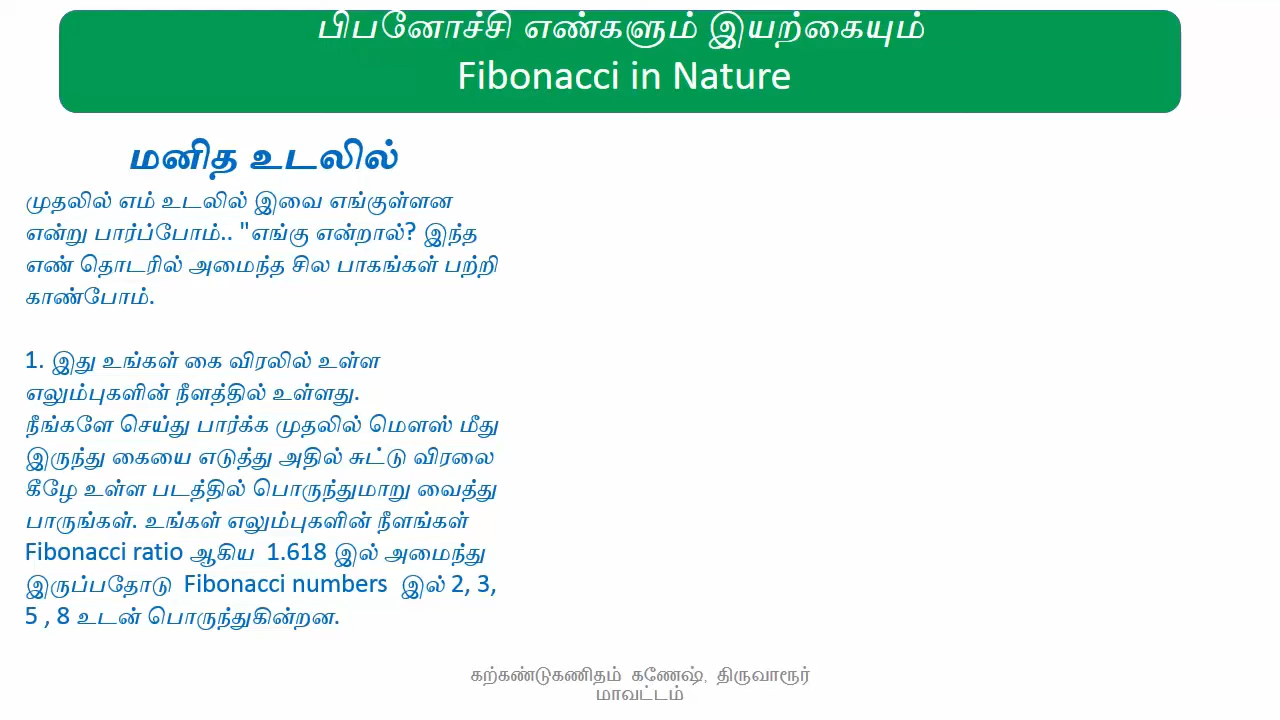 பிபனோச்சி எண்களும் இயற்கையும்
Fibonacci in Nature
மனித உடலில்
முதலில் எம் உடலில் இவை எங்குள்ளன
என்று பார்ப்போம்.. "எங்கு என்றால்? இந்த
எண் தொடரில் அமைந்த சில பாகங்கள் பற்றி
காண்போம்.
1. இது உங்கள் கை விரலில் உள்ள
எலும்புகளின் நீளத்தில் உள்ளது.
நீங்களே செய்து பார்க்க முதலில் மௌஸ் மீது
இருந்து கையை எடுத்து அதில் சுட்டு விரலை
கீழே உள்ள படத்தில் பொருந்துமாறு வைத்து
பாருங்கள். உங்கள் எலும்புகளின் நீளங்கள்
Fibonacci ratio ஆகிய 1.618 இல் அமைந்து
இருப்பதோடு Fibonacci numbers இல் 2, 3,
5 , 8 உடன் பொருந்துகின்றன.
கற்கண்டுகணிதம் கணேஷ், திருவாரூர்
மாவட்டம்